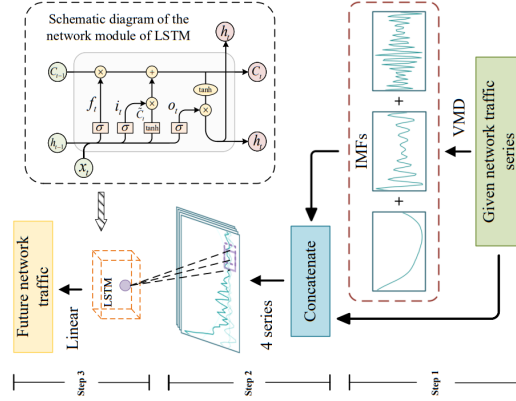 Schematic diagram of the
network module of LSTM
h_t
C_{t-1}
×
+
C_t
tanh
f_t
i_t
×
o_t
×
C̃_t
σ
σ
tanh
σ
h_{t-1}
h_t
x_t
Given network traffic
series
VMD
+
+
IMFs
Concatenate
4 series
LSTM
Linear
Future network
traffic
Step 1
Step 2
Step 3